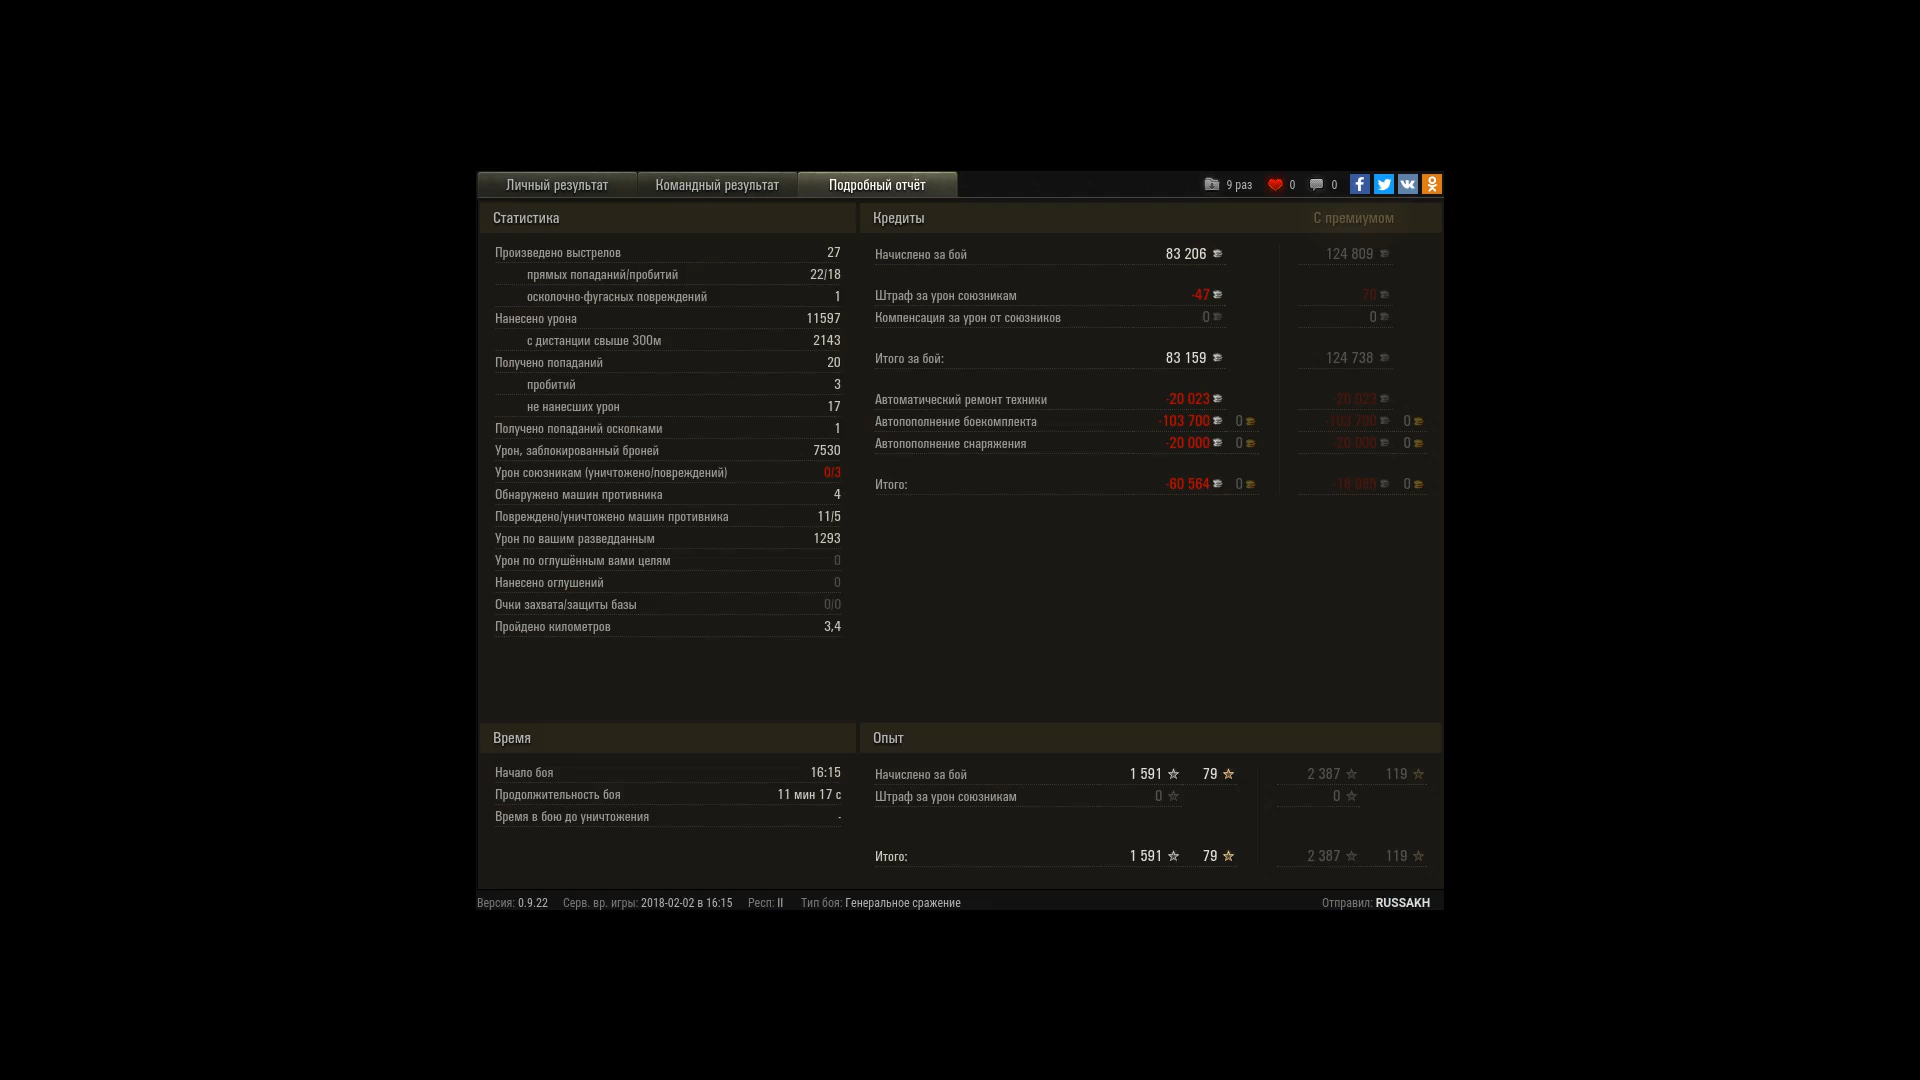 Личный результат Командный результат Подробный отчёт 9 раз 0 0
Статистика
Произведено выстрелов 27
прямых попаданий/пробитий 22/18
осколочно-фугасных повреждений 1
Нанесено урона 11597
с дистанции свыше 300м 2143
Получено попаданий 20
пробитий 3
не нанесших урон 17
Получено попаданий осколками 1
Урон, заблокированный броней 7530
Урон союзникам (уничтожено/повреждений) 0/3
Обнаружено машин противника 4
Повреждено/уничтожено машин противника 11/5
Урон по вашим разведданным 1293
Урон по оглушённым вами целям 0
Нанесено оглушений 0
Очки захвата/защиты базы 0/0
Пройдено километров 3,4
Кредиты С премиумом
Начислено за бой 83 206 124 809
Штраф за урон союзникам -47 70
Компенсация за урон от союзников 0 0
Итого за бой: 83 159 124 738
Автоматический ремонт техники -20 023 -20 023
Автопополнение боекомплекта -103 700 0 -103 700 0
Автопополнение снаряжения -20 000 0 -20 000 0
Итого: -60 564 0 0
Время
Начало боя 16:15
Продолжительность боя 11 мин 17 с
Время в бою до уничтожения -
Опыт
Начислено за бой 1 591 79 2 387 119
Штраф за урон союзникам 0 0
Итого: 1 591 79 2 387 119
Версия: 0.9.22 Серв. вр. игры: 2018-02-02 в 16:15 Респ: II Тип боя: Генеральное сражение Отправил: RUSSAKH